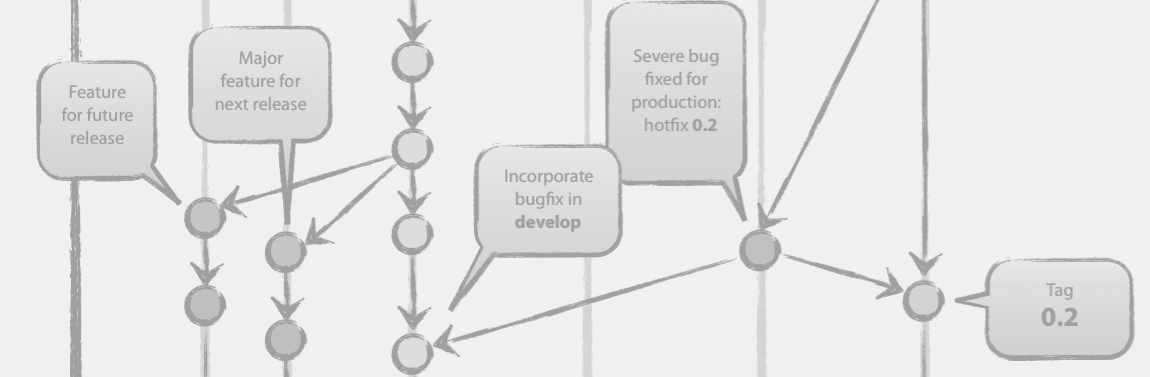 Feature
for future
release
Major
feature for
next release
Severe bug
fixed for
production:
hotfix 0.2
Incorporate
bugfix in
develop
Tag
0.2